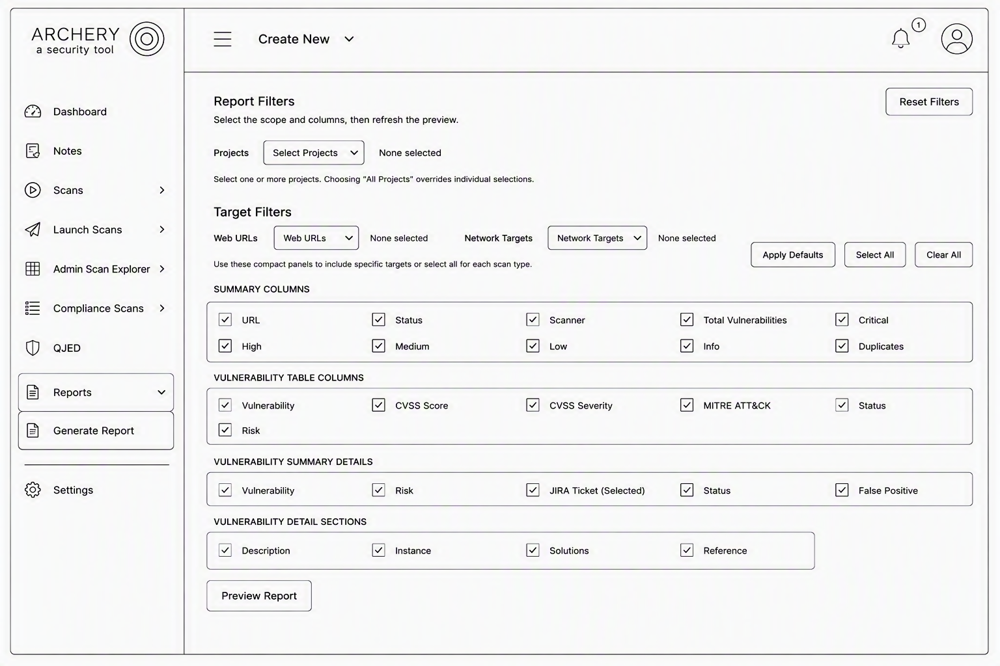 ARCHERY
a security tool
Create New
1
Dashboard
Notes
Scans
Launch Scans
Admin Scan Explorer
Compliance Scans
QJED
Reports
Generate Report
Settings
Report Filters
Reset Filters
Select the scope and columns, then refresh the preview.
Projects Select Projects None selected
Select one or more projects. Choosing "All Projects" overrides individual selections.
Target Filters
Web URLs Web URLs None selected Network Targets Network Targets None selected
Apply Defaults Select All Clear All
Use these compact panels to include specific targets or select all for each scan type.
SUMMARY COLUMNS
URL Status Scanner Total Vulnerabilities Critical
High Medium Low Info Duplicates
VULNERABILITY TABLE COLUMNS
Vulnerability CVSS Score CVSS Severity MITRE ATT&CK Status
Risk
VULNERABILITY SUMMARY DETAILS
Vulnerability Risk JIRA Ticket (Selected) Status False Positive
VULNERABILITY DETAIL SECTIONS
Description Instance Solutions Reference
Preview Report